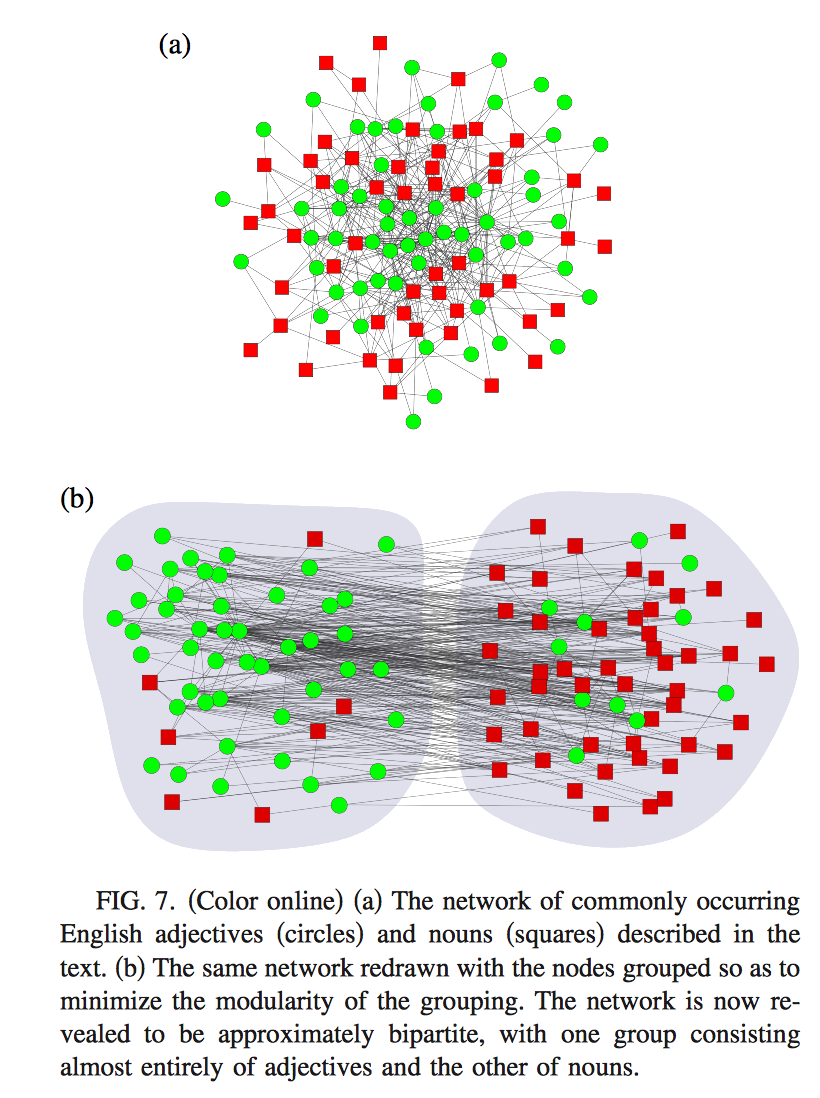 (a)
(b)
FIG. 7. (Color online) (a) The network of commonly occurring
English adjectives (circles) and nouns (squares) described in the
text. (b) The same network redrawn with the nodes grouped so as to
minimize the modularity of the grouping. The network is now re-
vealed to be approximately bipartite, with one group consisting
almost entirely of adjectives and the other of nouns.